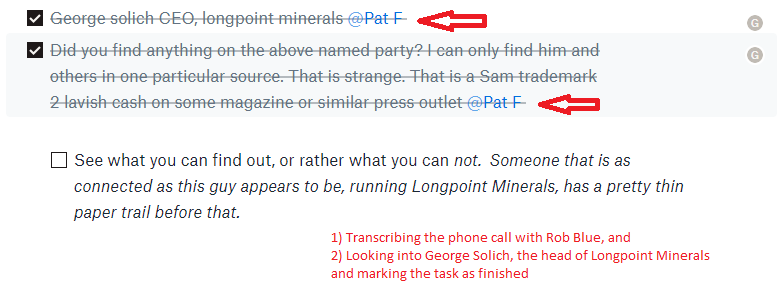 George solich CEO, longpoint minerals @Pat F
G
Did you find anything on the above named party? I can only find him and
G
others in one particular source. That is strange. That is a Sam trademark
2 lavish cash on some magazine or similar press outlet @Pat F
See what you can find out, or rather what you can not. Someone that is as
connected as this guy appears to be, running Longpoint Minerals, has a pretty thin
paper trail before that.
1) Transcribing the phone call with Rob Blue, and
2) Looking into George Solich, the head of Longpoint Minerals
and marking the task as finished